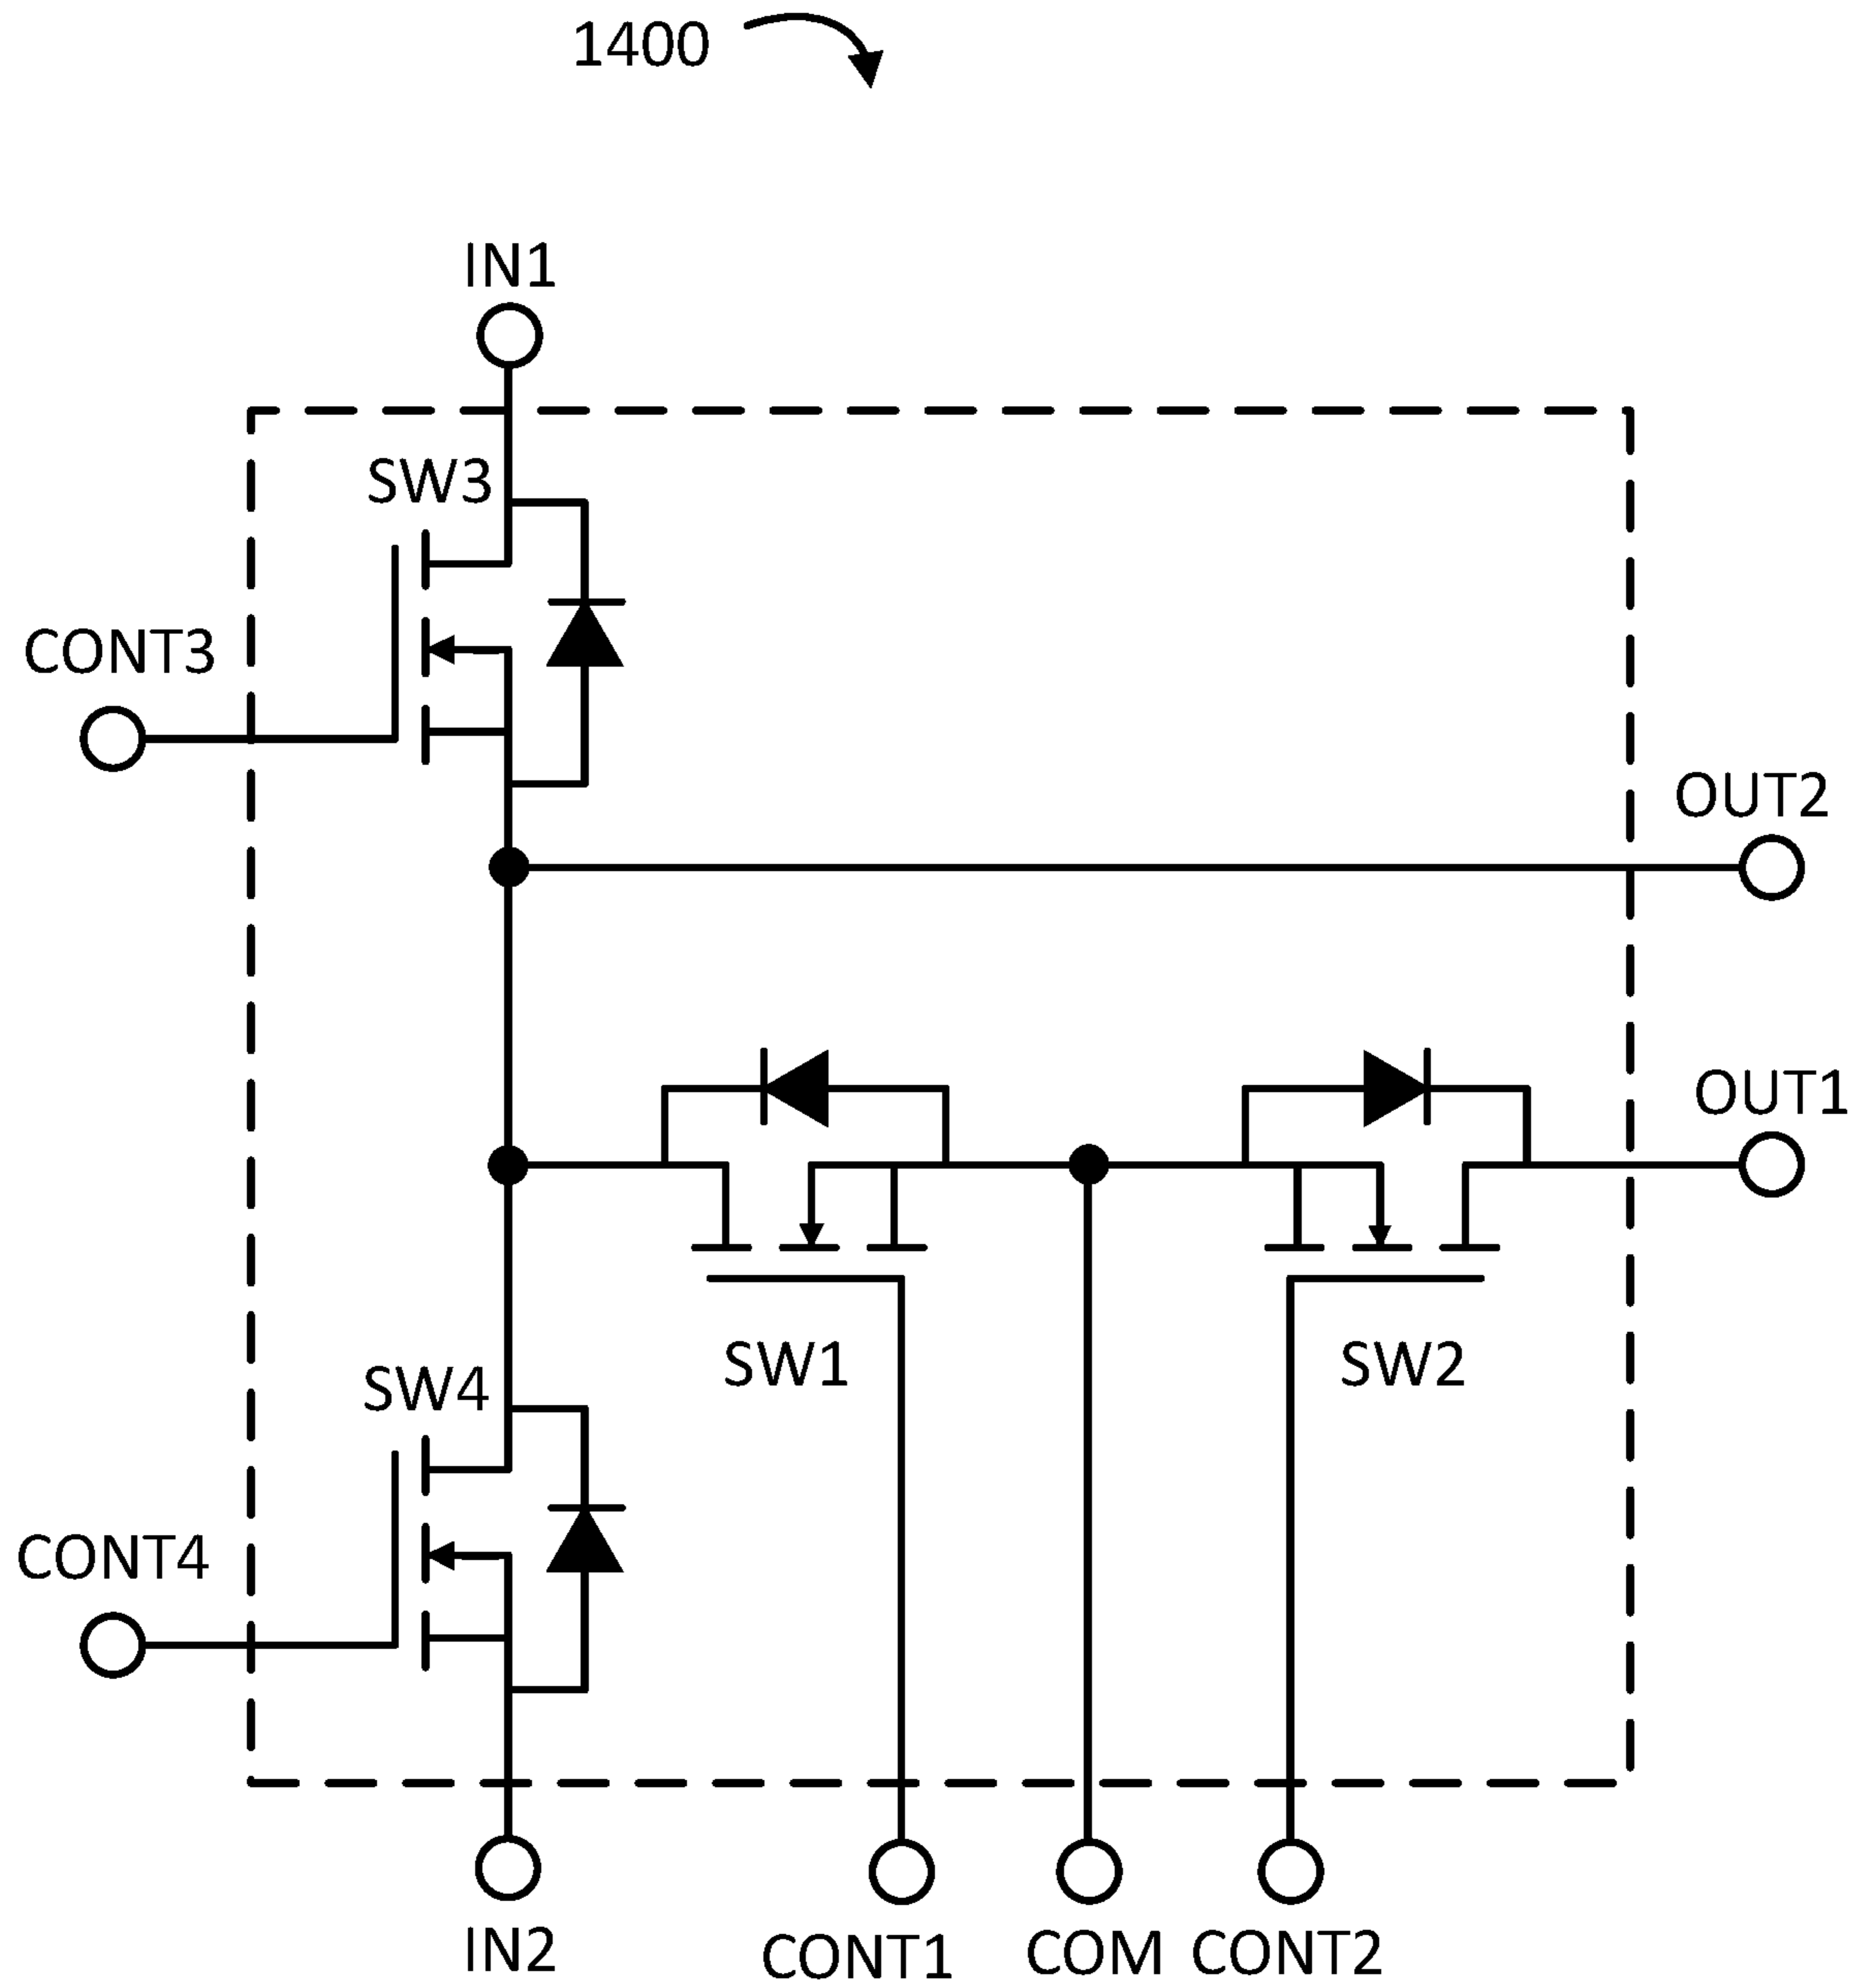 1400
IN1
SW3
CONT3
OUT2
OUT1
SW1
SW2
SW4
CONT4
IN2
CONT1
COM
CONT2